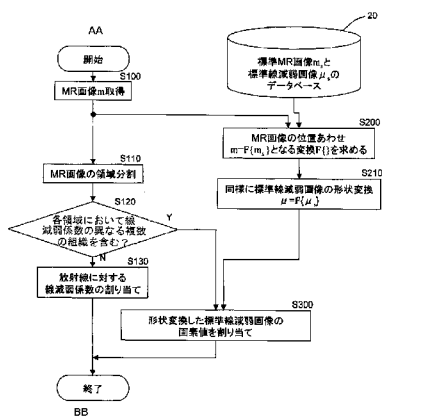 20
AA
開始
標準MR画像msと
標準線減弱画像μsの
データベース
S100
MR画像m取得
S200
MR画像の位置あわせ
m=F{ms}となる変換F{}を求める
S110
MR画像の領域分割
S210
同様に標準線減弱画像の形状変換
μ=F{μs}
S120
各領域において線
減弱係数の異なる複数
の組織を含む?
Y
N
S130
放射線に対する
線減弱係数の割り当て
S300
形状変換した標準線減弱画像の
画素値を割り当て
終了
BB